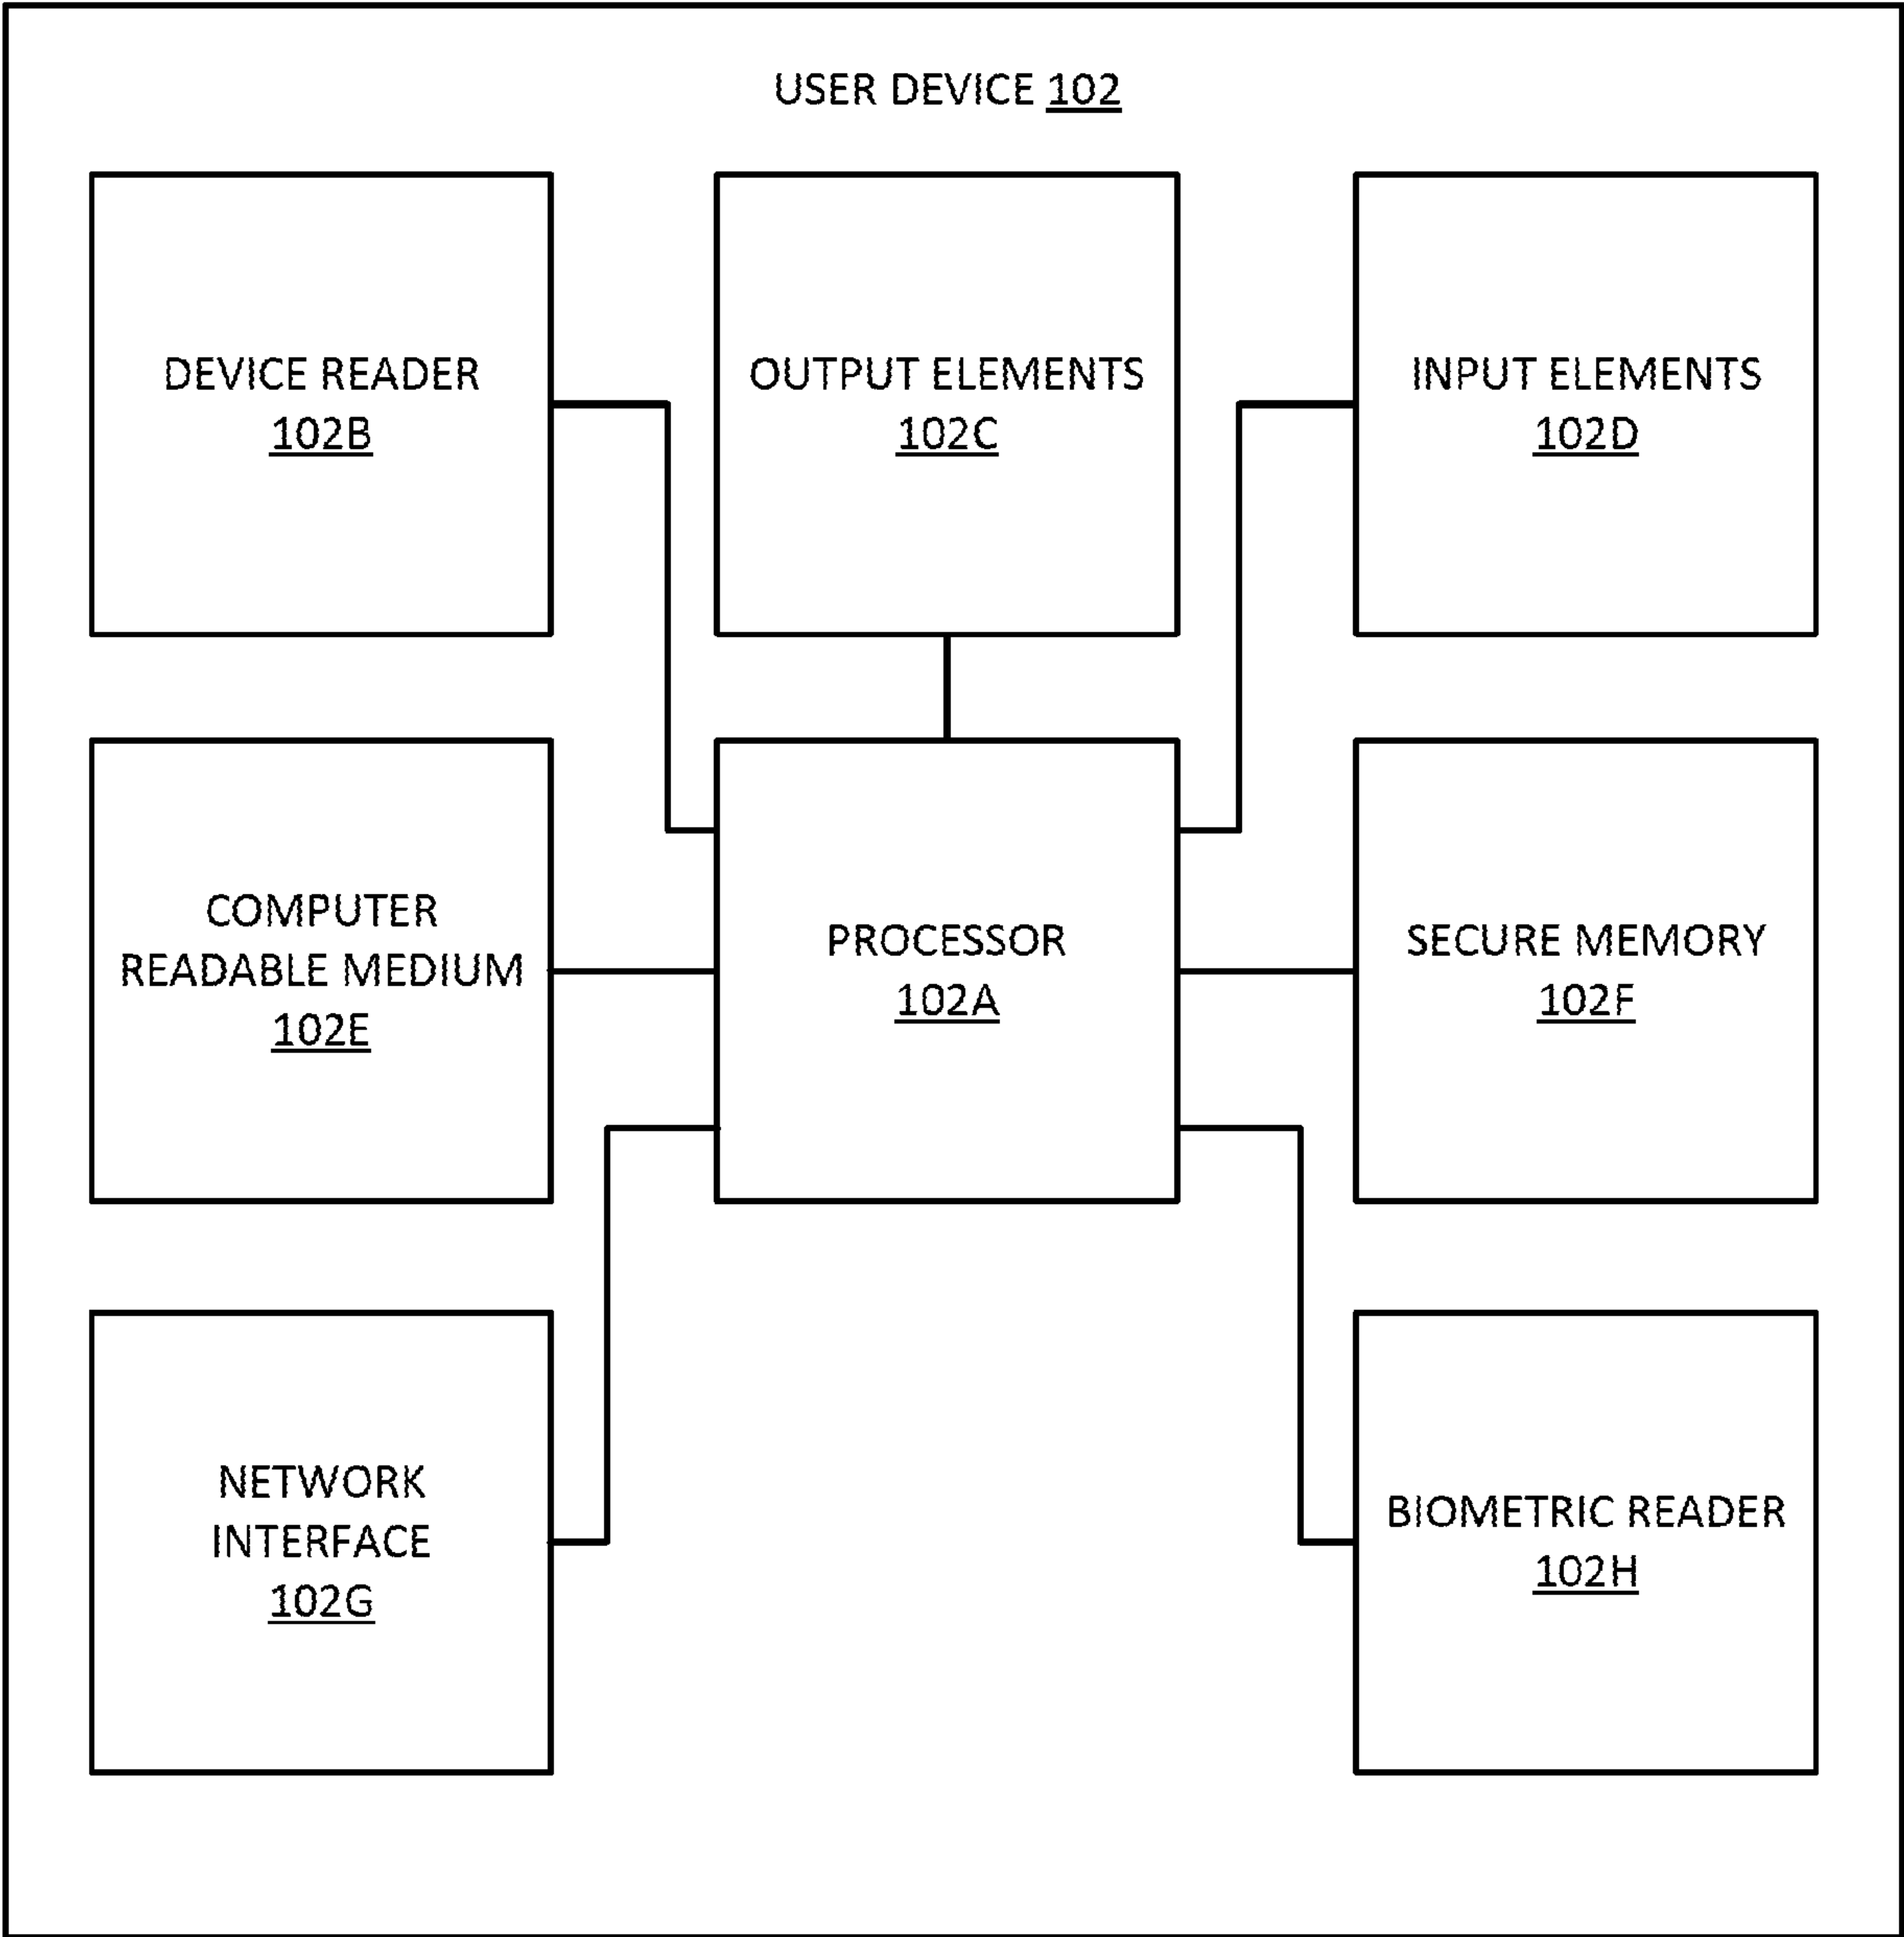 USER DEVICE 102
DEVICE READER
102B
OUTPUT ELEMENTS
102C
INPUT ELEMENTS
102D
COMPUTER
READABLE MEDIUM
102E
PROCESSOR
102A
SECURE MEMORY
102F
NETWORK
INTERFACE
102G
BIOMETRIC READER
102H